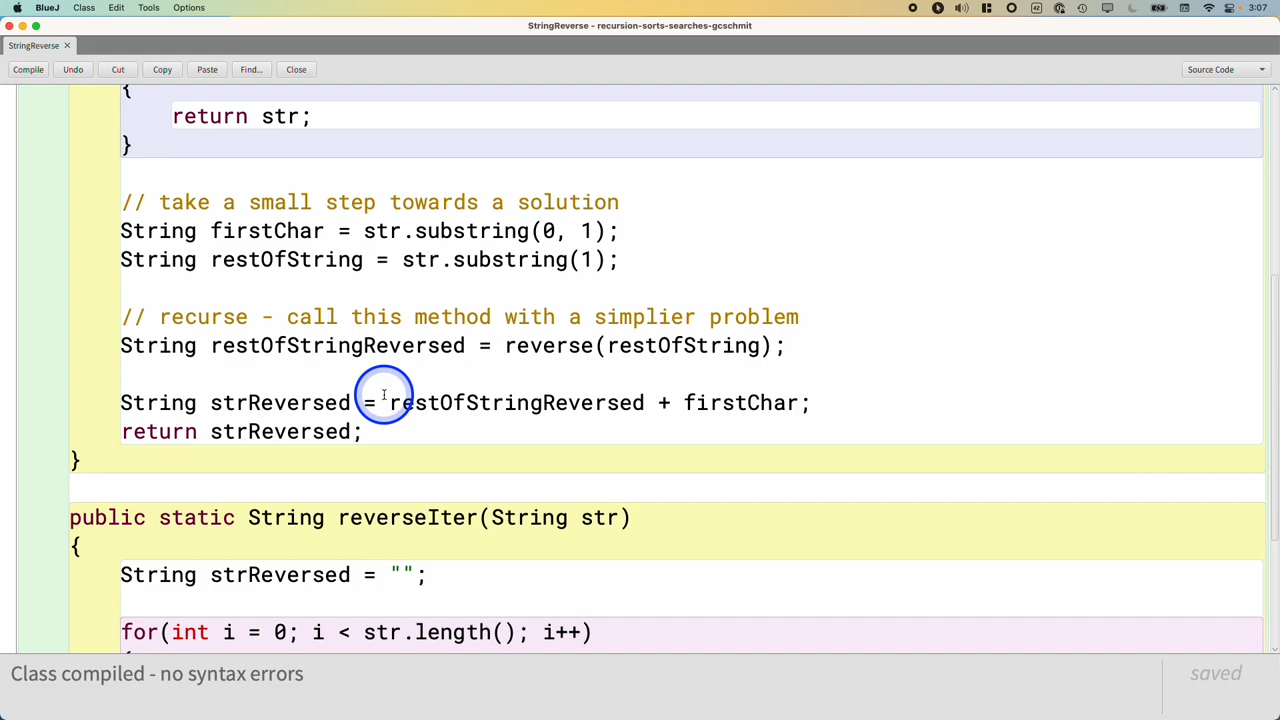 BlueJ Class Edit Tools Options 42 3:07
StringReverse - recursion-sorts-searches-gcschmit
StringReverse ×
Compile Undo Cut Copy Paste Find... Close Source Code
{
return str;
}
// take a small step towards a solution
String firstChar = str.substring(0, 1);
String restOfString = str.substring(1);
// recurse - call this method with a simplier problem
String restOfStringReversed = reverse(restOfString);
String strReversed = restOfStringReversed + firstChar;
return strReversed;
}
public static String reverseIter(String str)
{
String strReversed = "";
for(int i = 0; i < str.length(); i++)
Class compiled - no syntax errors
saved